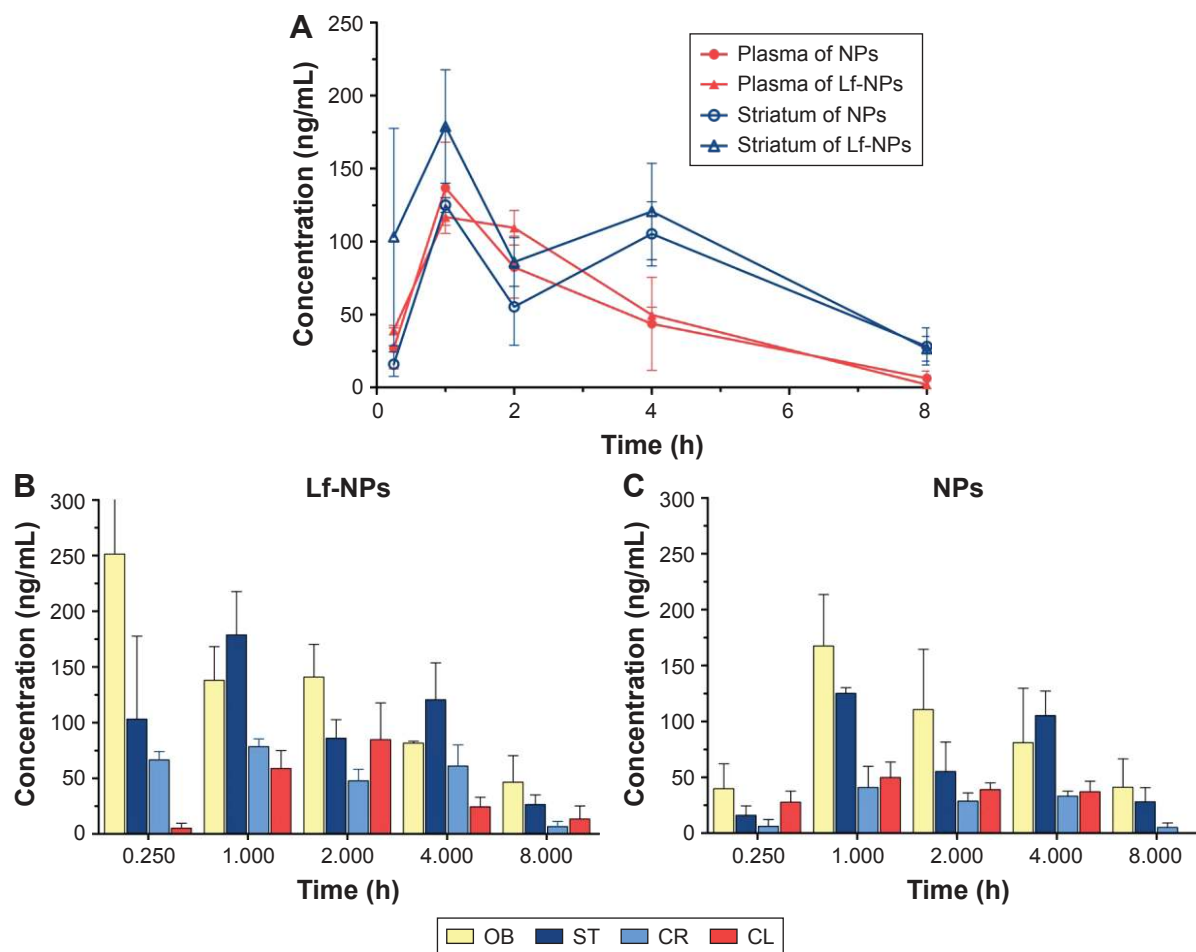 A
Concentration (ng/mL)
250
200
150
100
50
0
0 2 4 6 8
Time (h)
Plasma of NPs
Plasma of Lf-NPs
Striatum of NPs
Striatum of Lf-NPs
B
Lf-NPs
Concentration (ng/mL)
300
250
200
150
100
50
0
0.250 1.000 2.000 4.000 8.000
Time (h)
C
NPs
Concentration (ng/mL)
300
250
200
150
100
50
0
0.250 1.000 2.000 4.000 8.000
Time (h)
OB ST CR CL